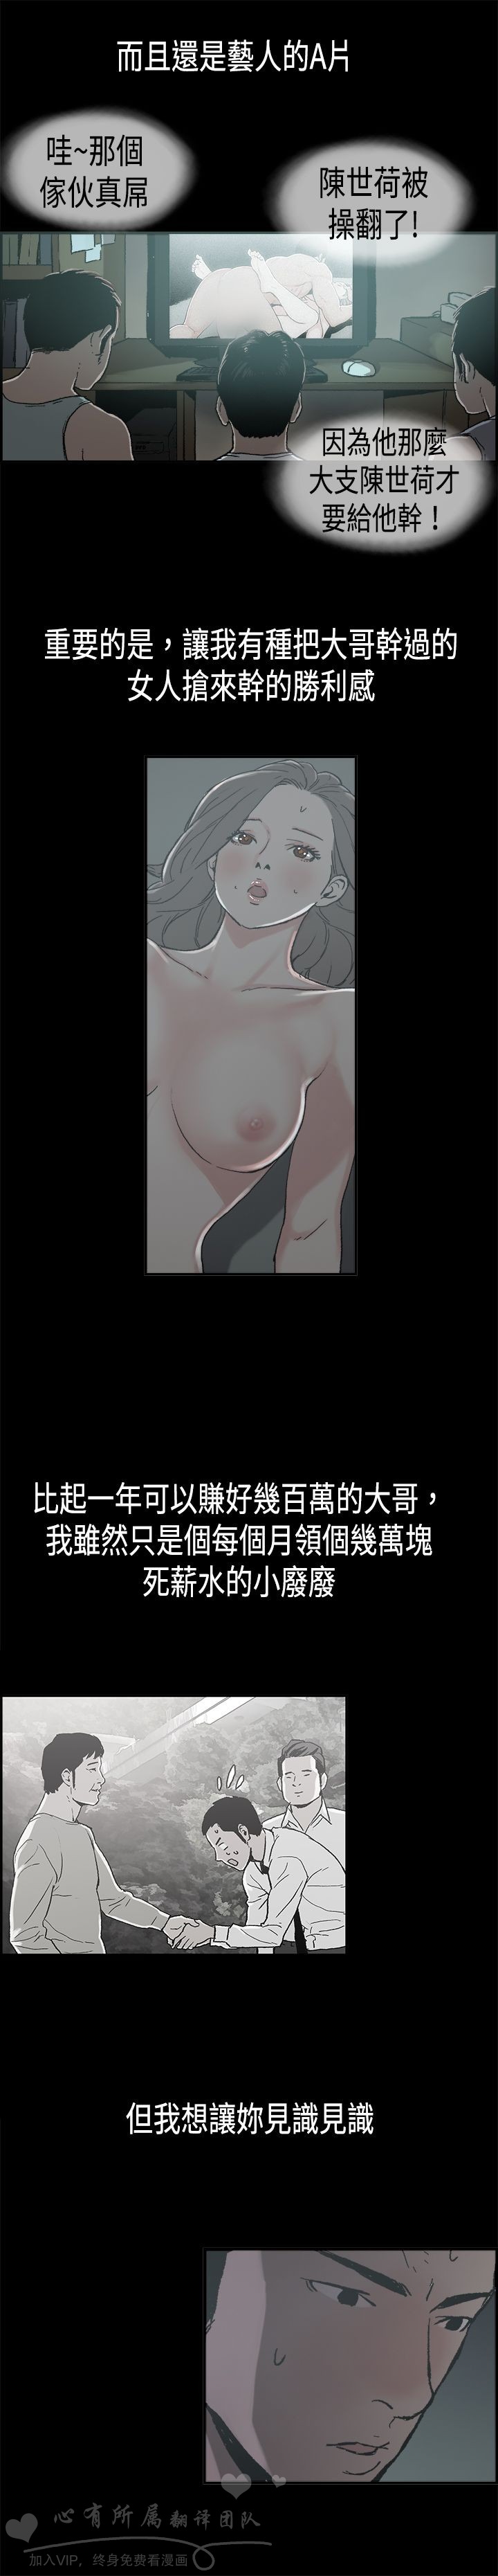 而且還是藝人的A片
哇~那個
傢伙真屌
陳世荷被
操翻了!
因為他那麼
大支陳世荷才
要給他幹！
重要的是，讓我有種把大哥幹過的
女人搶來幹的勝利感
比起一年可以賺好幾百萬的大哥，
我雖然只是個每個月領個幾萬塊
死薪水的小廢廢
但我想讓妳見識見識
心有所属翻译团队
加入VIP，终身免费看漫画